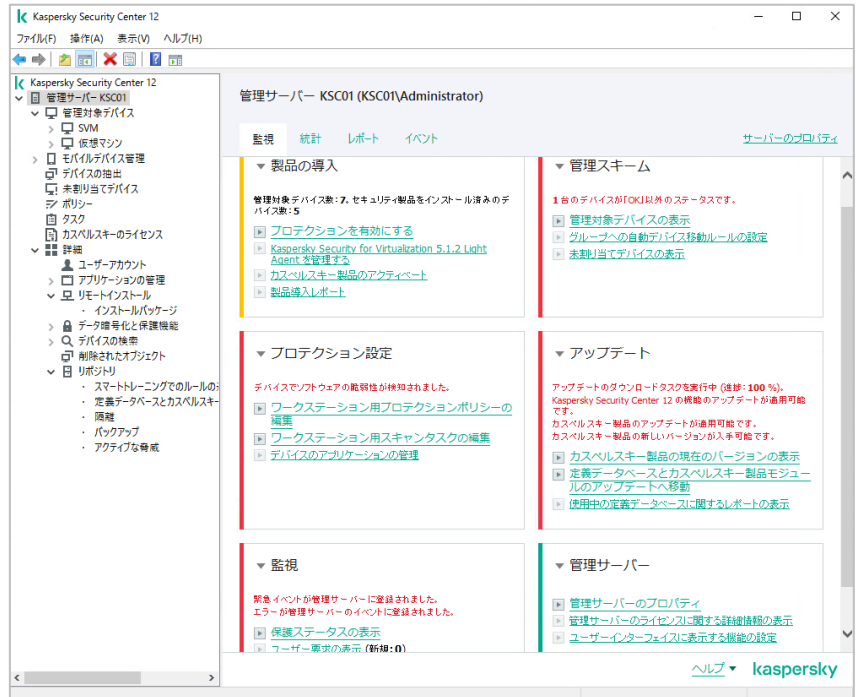 Kaspersky Security Center 12
ファイル(F) 操作(A) 表示(V) ヘルプ(H)
Kaspersky Security Center 12
管理サーバー KSC01
管理対象デバイス
SVM
仮想マシン
モバイルデバイス管理
デバイスの抽出
未割り当てデバイス
ポリシー
タスク
カスペルスキーのライセンス
詳細
ユーザーアカウント
アプリケーションの管理
リモートインストール
・ インストールパッケージ
データ暗号化と保護機能
デバイスの検索
削除されたオブジェクト
リポジトリ
・ スマートトレーニングでのルールの
・ 定義データベースとカスペルスキー
・ 隔離
・ バックアップ
・ アクティブな脅威
管理サーバー KSC01 (KSC01\Administrator)
監視 統計 レポート イベント
サーバーのプロパティ
製品の導入
管理対象デバイス数: 7. セキュリティ製品をインストール済みのデ
バイス数: 5
プロテクションを有効にする
Kaspersky Security for Virtualization 5.1.2 Light
Agent を管理する
カスペルスキー製品のアクティベート
製品導入レポート
管理スキーム
1 台のデバイスが「OK」以外のステータスです。
管理対象デバイスの表示
グループへの自動デバイス移動ルールの設定
未割り当てデバイスの表示
プロテクション設定
デバイスでソフトウェアの脆弱性が検知されました。
ワークステーション用プロテクションポリシーの
編集
ワークステーション用スキャンタスクの編集
デバイスのアプリケーションの管理
アップデート
アップデートのダウンロードタスクを実行中 (進捗: 100 %)。
Kaspersky Security Center 12 の機能のアップデートが適用可能
です。
カスペルスキー製品のアップデートが適用可能です。
カスペルスキー製品の新しいバージョンが入手可能です。
カスペルスキー製品の現在のバージョンの表示
定義データベースとカスペルスキー製品モジュー
ルのアップデートへ移動
使用中の定義データベースに関するレポートの表示
監視
緊急イベントが管理サーバーに登録されました。
エラーが管理サーバーのイベントに登録されました。
保護ステータスの表示
ユーザー要求の表示 (新規: 0)
管理サーバー
管理サーバーのプロパティ
管理サーバーのライセンスに関する詳細情報の表示
ユーザーインターフェイスに表示する機能の設定
ヘルプ
kaspersky